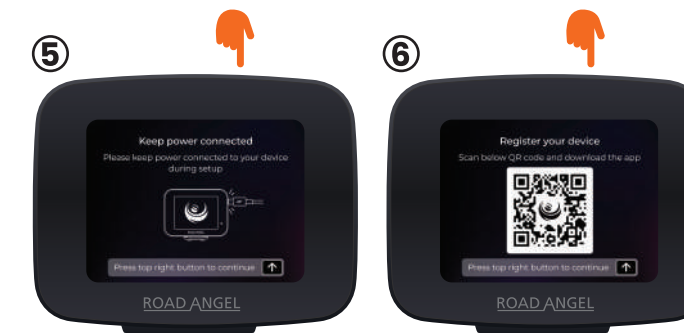 5
Keep power connected
Please keep power connected to your device
during setup
Press top right button to continue
ROAD ANGEL
6
Register your device
Scan below QR code and download the app
Press top right button to continue
ROAD ANGEL